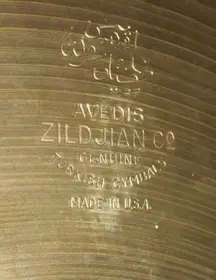 AVEDIS
ZILDJIAN Co
GENUINE
TURKISH CYMBALS
MADE IN U.S.A.